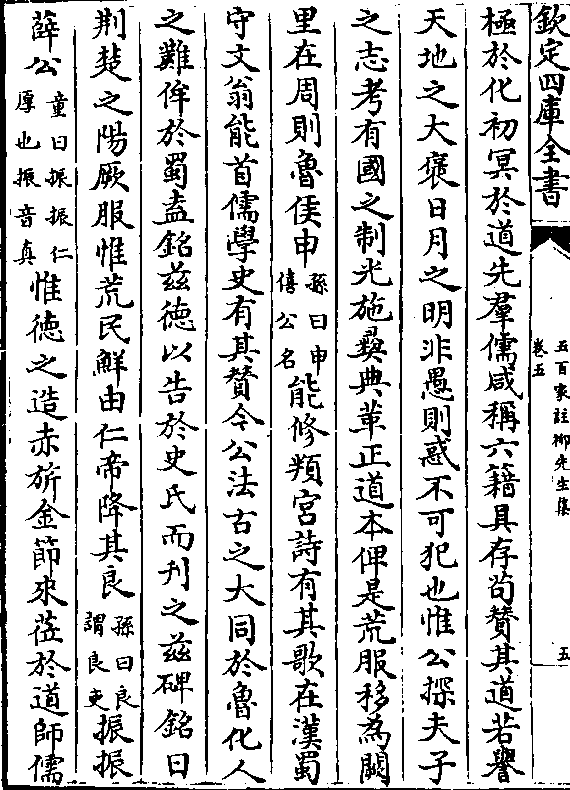 欽定四庫全書
五百家註柳先生集
卷五
五
極於化初冥於道先羣儒咸稱六籍具存茍贊其道若譽
天地之大褒日月之明非愚則惑不可犯也惟公探夫子
之志考有國之制光施彜典革正道本俾是荒服移為闕
里在周則魯侯申孫曰申僖公名能修頖宮詩有其歌在漢蜀
守文翁能首儒學史有其贊今公法古之大同於魯化人
之難侔於蜀盍銘兹德以告於史氏而刋之兹碑銘曰
荆楚之陽厥服惟荒民鮮由仁帝降其良孫曰良謂良吏振振
薛公童曰振振仁厚也振音真惟德之造赤旂金節來莅於道師儒